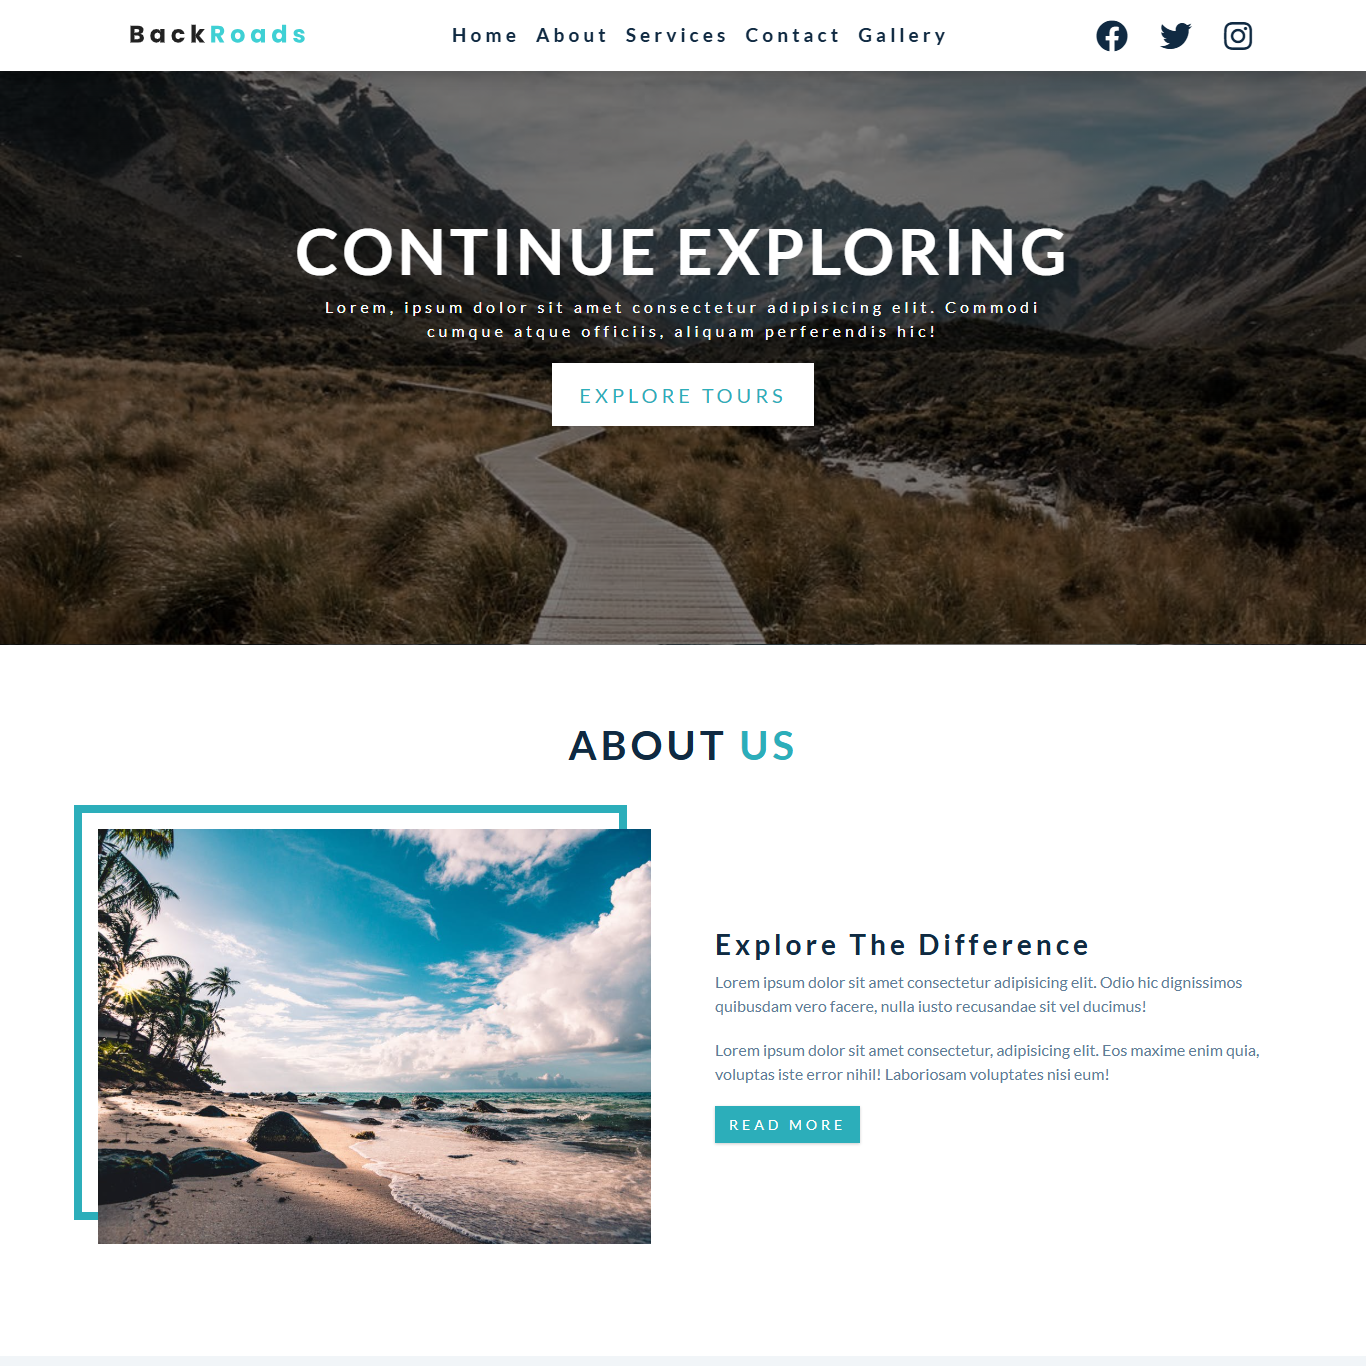 BackRoads
Home About Services Contact Gallery
CONTINUE EXPLORING
Lorem, ipsum dolor sit amet consectetur adipisicing elit. Commodi
cumque atque officiis, aliquam perferendis hic!
EXPLORE TOURS
ABOUT US
Explore The Difference
Lorem ipsum dolor sit amet consectetur adipisicing elit. Odio hic dignissimos
quibusdam vero facere, nulla iusto recusandae sit vel ducimus!
Lorem ipsum dolor sit amet consectetur, adipisicing elit. Eos maxime enim quia,
voluptas iste error nihil! Laboriosam voluptates nisi eum!
READ MORE